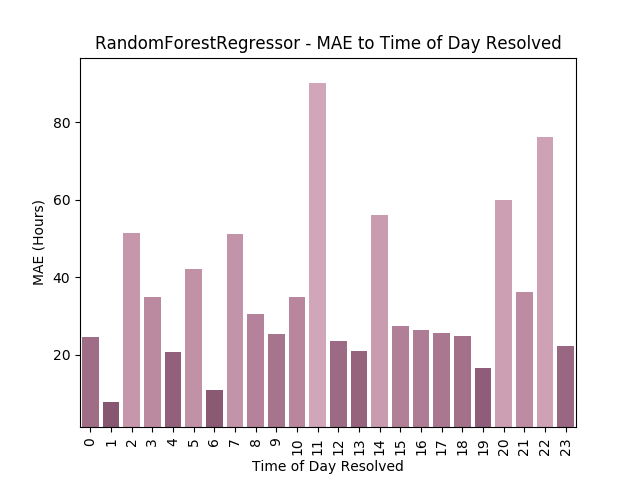 RandomForestRegressor - MAE to Time of Day Resolved
MAE (Hours)
80
60
40
20
0 1 2 3 4 5 6 7 8 9 10 11 12 13 14 15 16 17 18 19 20 21 22 23
Time of Day Resolved